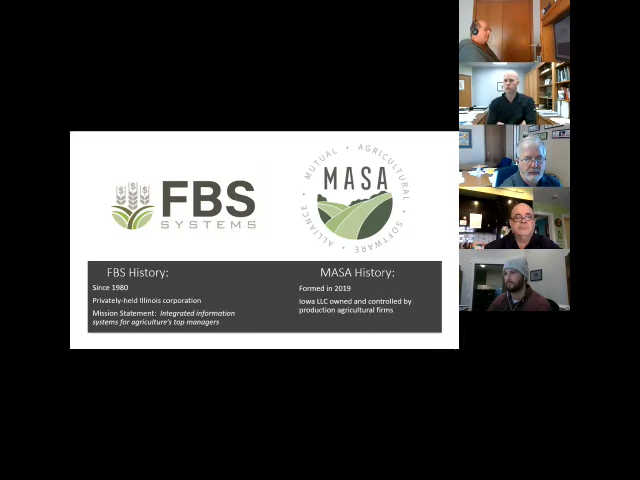 FBS
SYSTEMS
MUTUAL • AGRICULTURAL • SOFTWARE • ALLIANCE •
MASA
FBS History:
Since 1980
Privately-held Illinois corporation
Mission Statement: Integrated information
systems for agriculture's top managers
MASA History:
Formed in 2019
Iowa LLC owned and controlled by
production agricultural firms